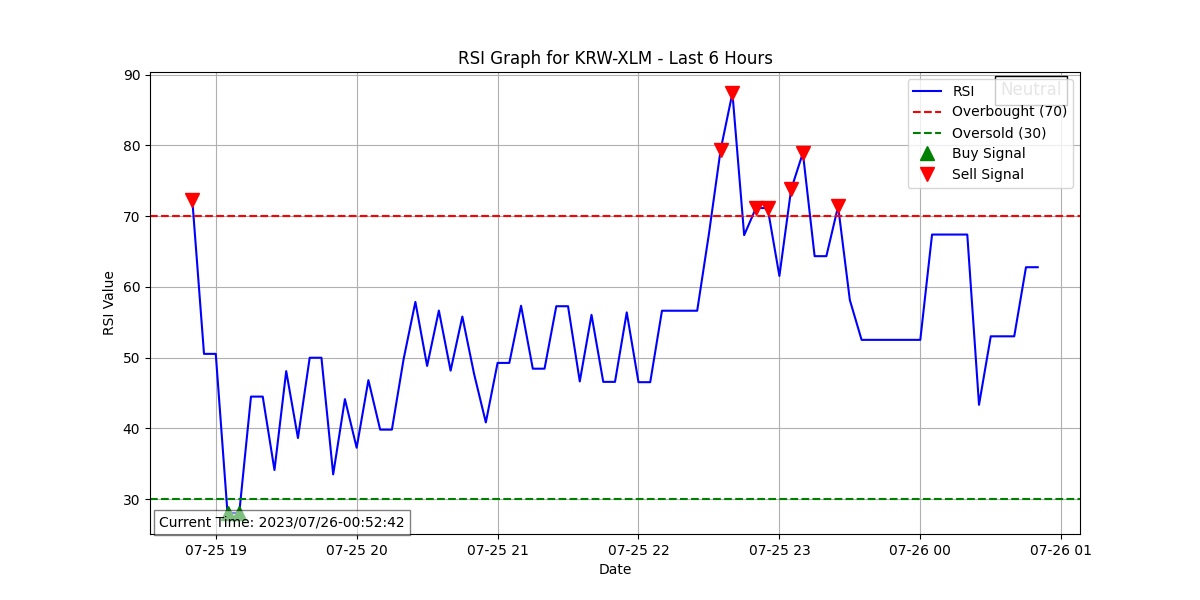 RSI Graph for KRW-XLM - Last 6 Hours
90
80
70
60
50
40
30
RSI Value
Neutral
RSI
Overbought (70)
Oversold (30)
Buy Signal
Sell Signal
Current Time: 2023/07/26-00:52:42
07-25 19
07-25 20
07-25 21
07-25 22
07-25 23
07-26 00
07-26 01
Date